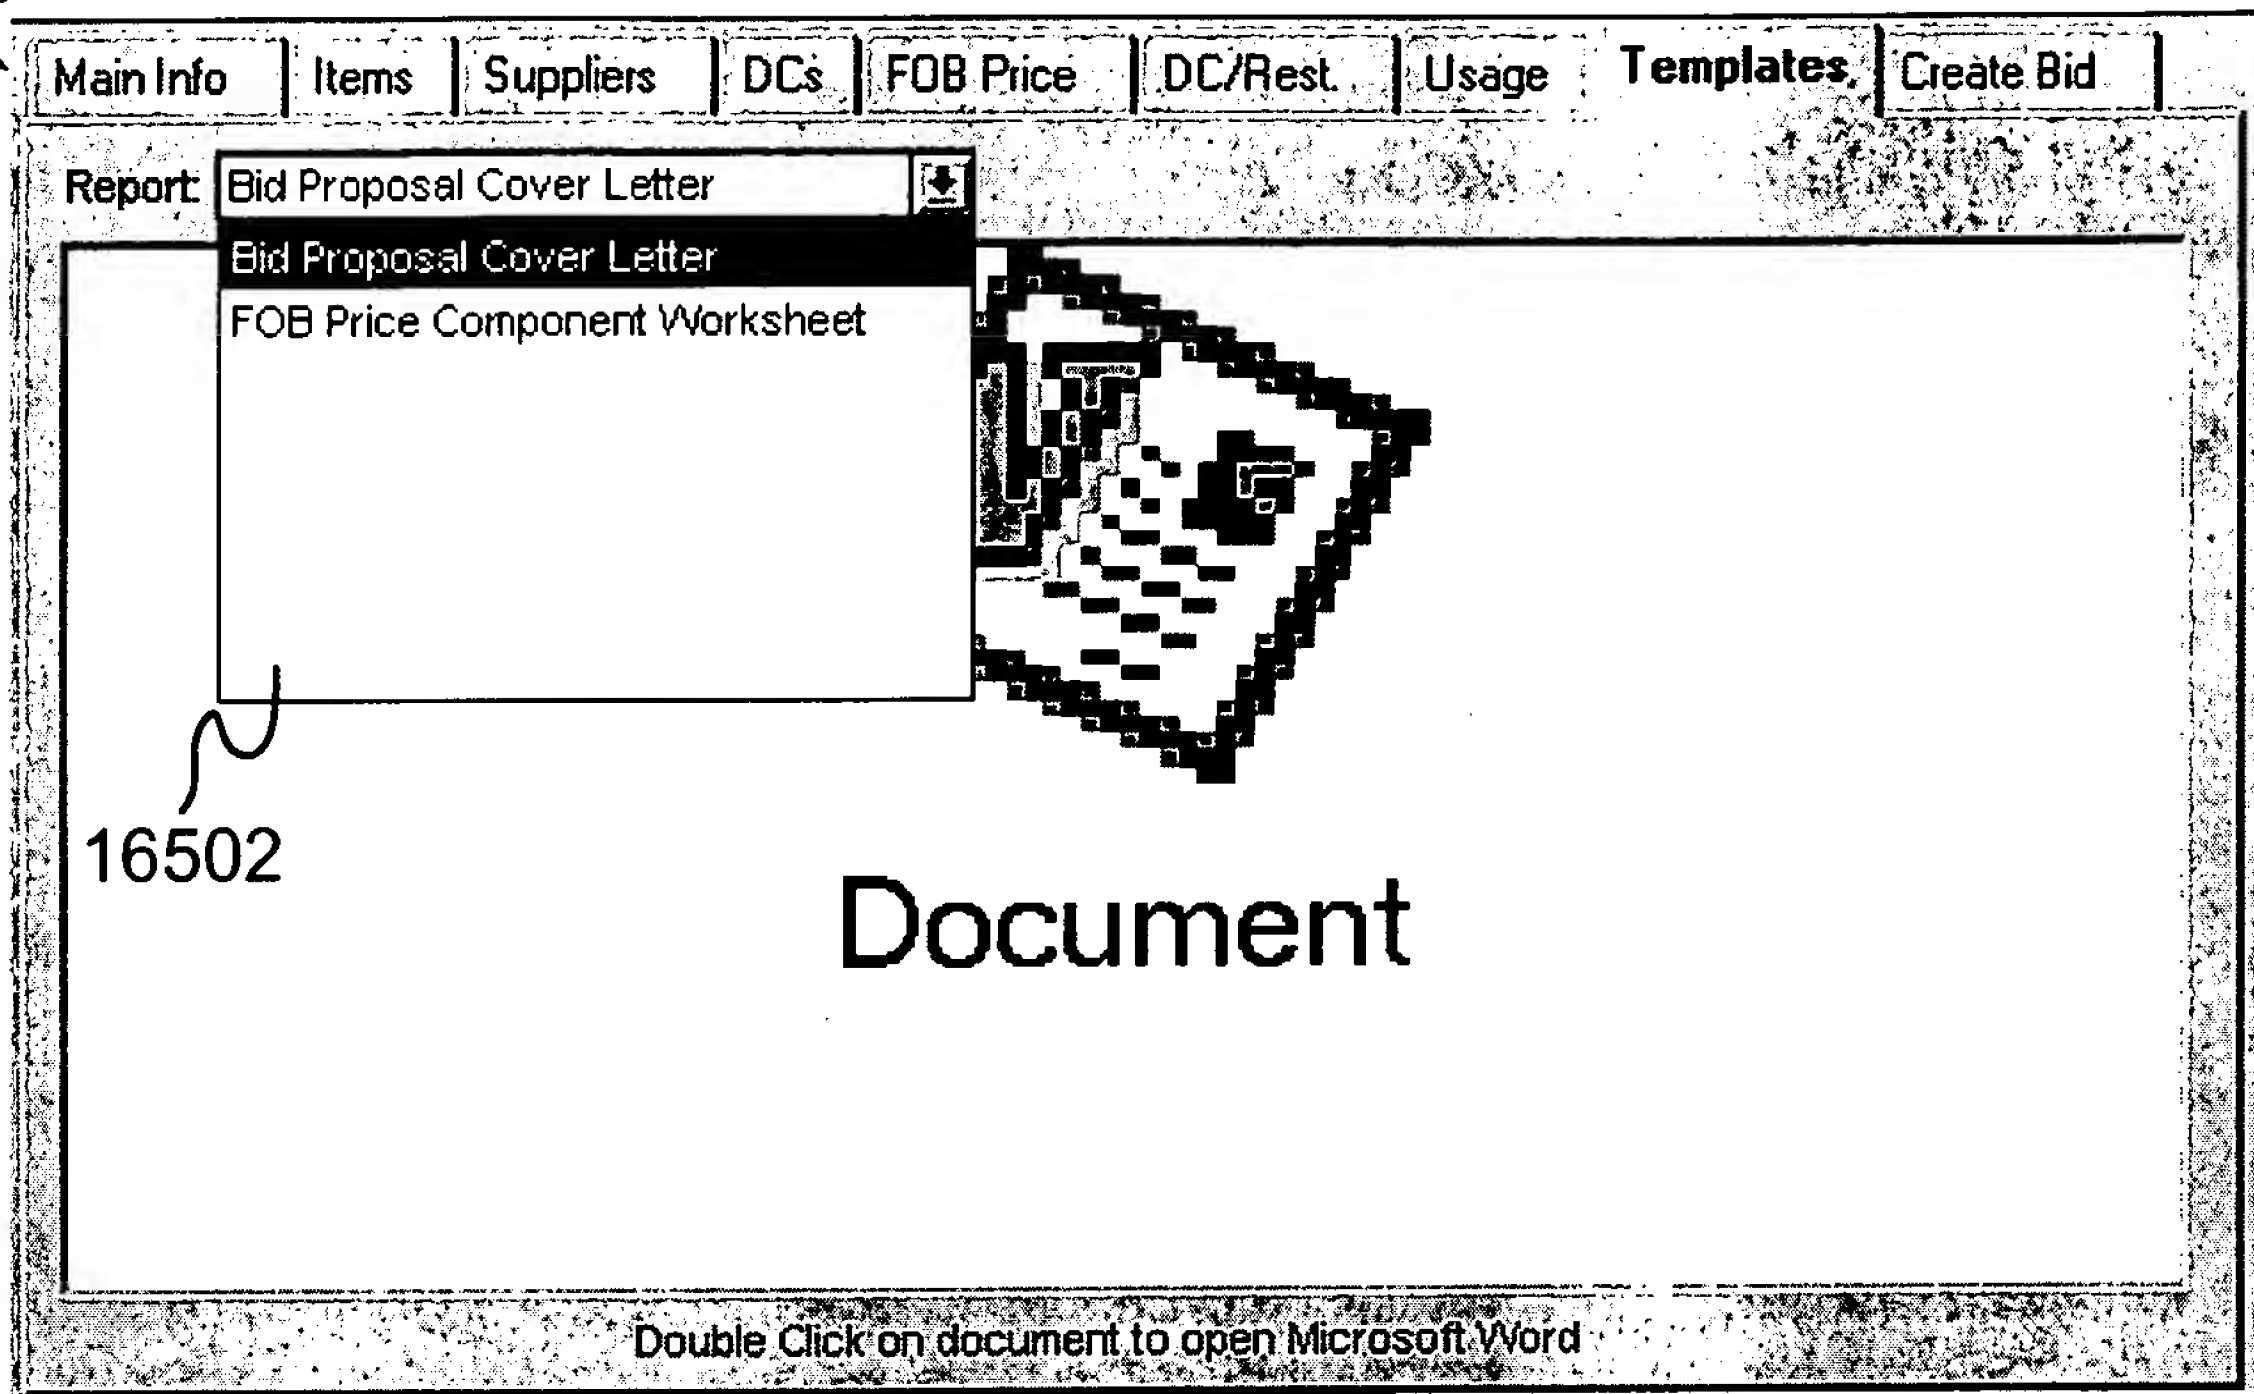 Main Info Items Suppliers DCs FOB Price DC/Rest. Usage Templates Create Bid
Report: Bid Proposal Cover Letter
Bid Proposal Cover Letter
FOB Price Component Worksheet
16502
Document
Double Click on document to open Microsoft Word